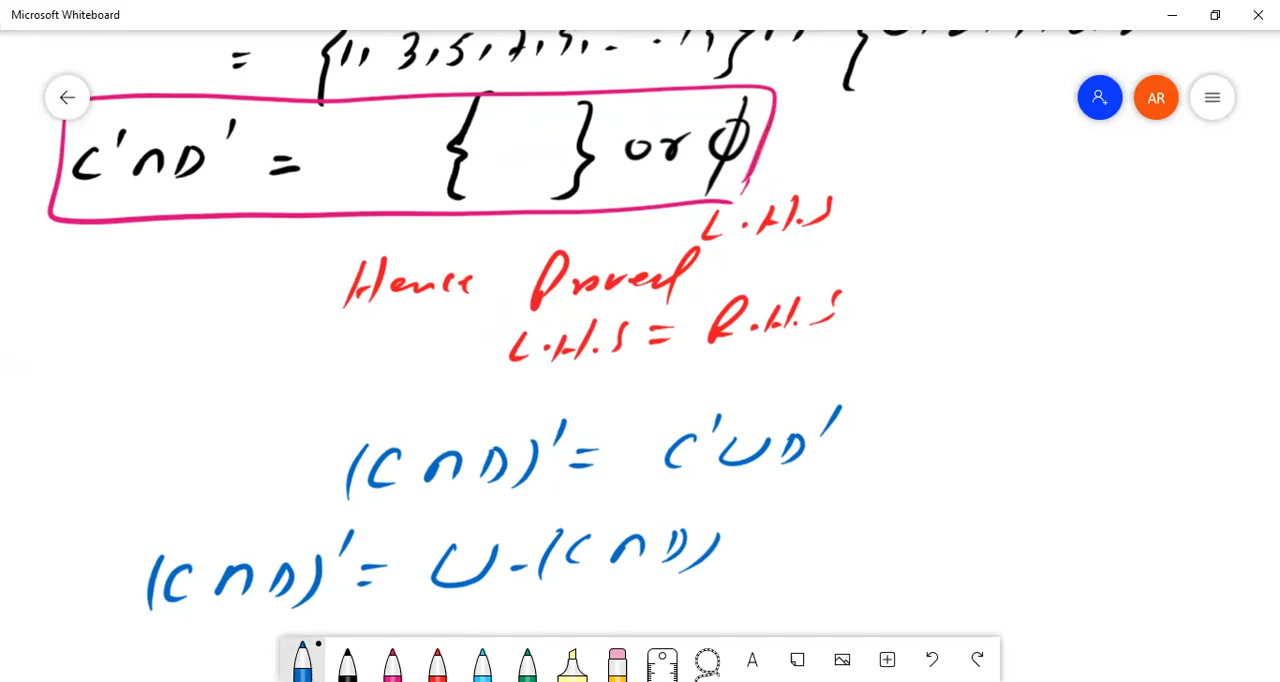 Microsoft Whiteboard
= {1, 3, 5, 7, 9, -
AR
C'∩D' = { } or ϕ
L.H.S
Hence Proved
L.H.S = R.H.S
(C∩D)' = C'∪D'
(C∩D)' = U-(C∩D)
A